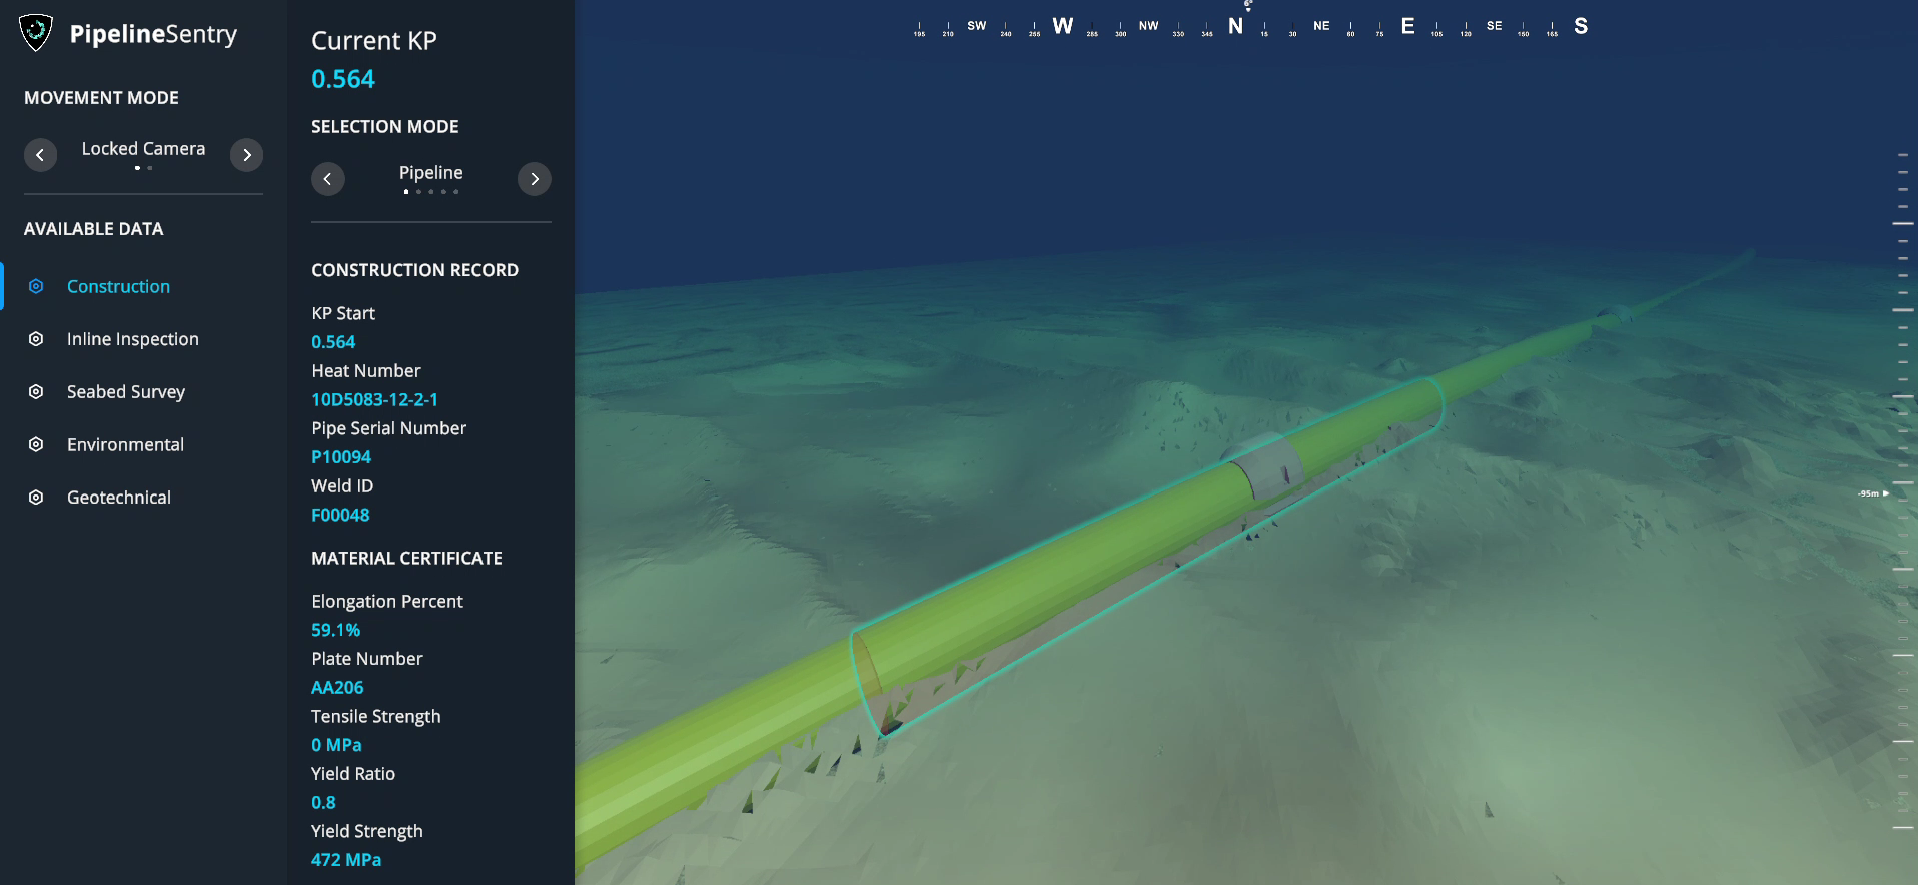 PipelineSentry
MOVEMENT MODE
Locked Camera
AVAILABLE DATA
Construction
Inline Inspection
Seabed Survey
Environmental
Geotechnical
Current KP
0.564
SELECTION MODE
Pipeline
CONSTRUCTION RECORD
KP Start
0.564
Heat Number
10D5083-12-2-1
Pipe Serial Number
P10094
Weld ID
F00048
MATERIAL CERTIFICATE
Elongation Percent
59.1%
Plate Number
AA206
Tensile Strength
0 MPa
Yield Ratio
0.8
Yield Strength
472 MPa
6°
195 210 SW 240 255 W 285 300 NW 330 345 N 15 30 NE 60 75 E 105 120 SE 150 165 S
-95m